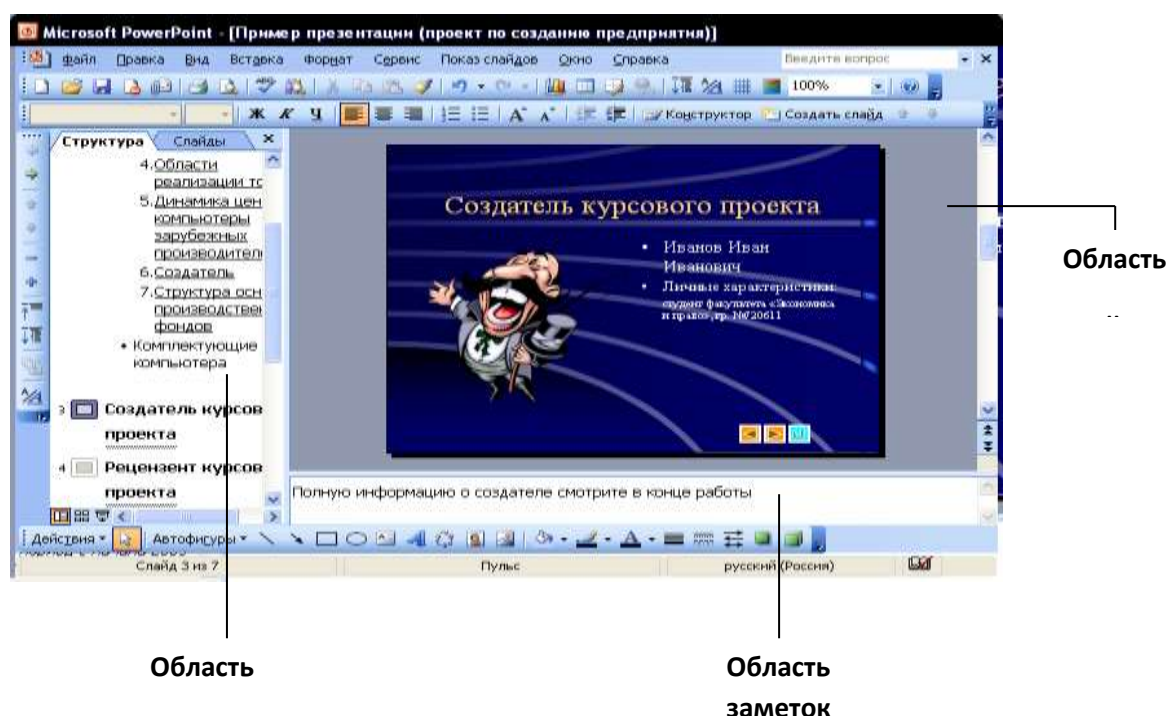 Microsoft PowerPoint - [Пример презентации (проект по созданию предприятия)]
Файл Правка Вид Вставка Формат Сервис Показ слайдов Окно Справка Введите вопрос
100%
Ж К Ч Конструктор Создать слайд
Структура Слайды
4.Области
реализации то
5.Динамика цен
компьютеры
зарубежных
производител
6.Создатель
7.Структура осн
производствен
фондов
• Комплектующие
компьютера
3 Создатель курсов
проекта
4 Рецензент курсов
проекта
Создатель курсового проекта
• Иванов Иван
Иванович
• Личные характеристики:
студент факультета «Экономика
и право», гр. №720611
Полную информацию о создателе смотрите в конце работы
Действия Автофигуры
Слайд 3 из 7 Пульс русский (Россия)
Область
Область
Область
заметок